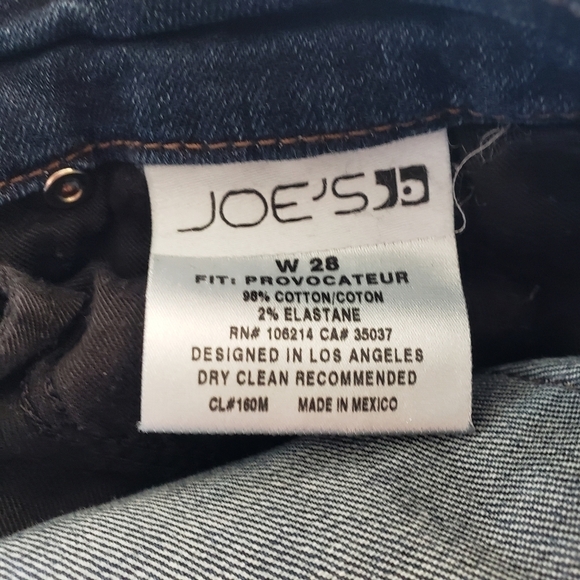 JOE'S
W 28
FIT: PROVOCATEUR
98% COTTON/COTON
2% ELASTANE
RN# 106214 CA# 35037
DESIGNED IN LOS ANGELES
DRY CLEAN RECOMMENDED
CL#160M MADE IN MEXICO